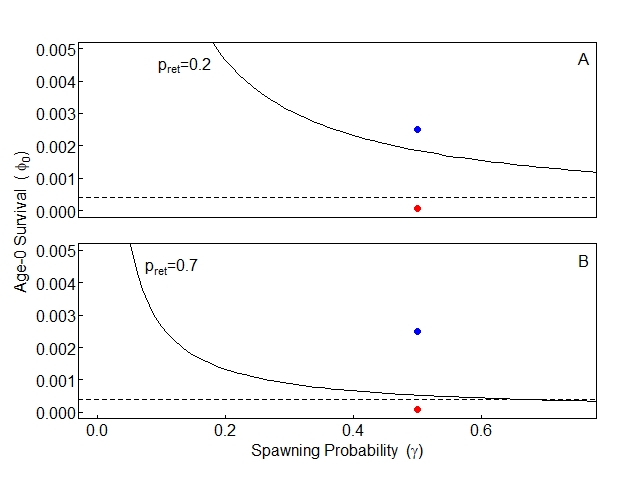 A
p_ret=0.2
0.005
0.004
0.003
0.002
0.001
0.000
Age-0 Survival ( ϕ₀)
B
p_ret=0.7
0.005
0.004
0.003
0.002
0.001
0.000
0.0 0.2 0.4 0.6
Spawning Probability (γ)